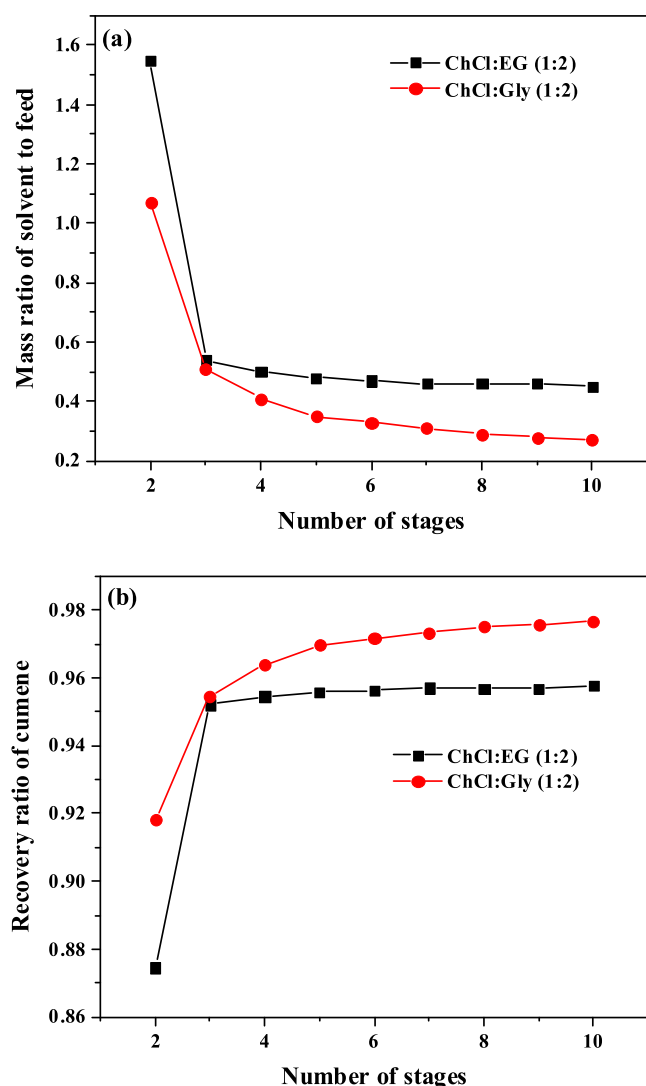 (a)
ChCl:EG (1:2)
ChCl:Gly (1:2)
Mass ratio of solvent to feed
1.6
1.4
1.2
1.0
0.8
0.6
0.4
0.2
2 4 6 8 10
Number of stages
(b)
ChCl:EG (1:2)
ChCl:Gly (1:2)
Recovery ratio of cumene
0.98
0.96
0.94
0.92
0.90
0.88
0.86
2 4 6 8 10
Number of stages